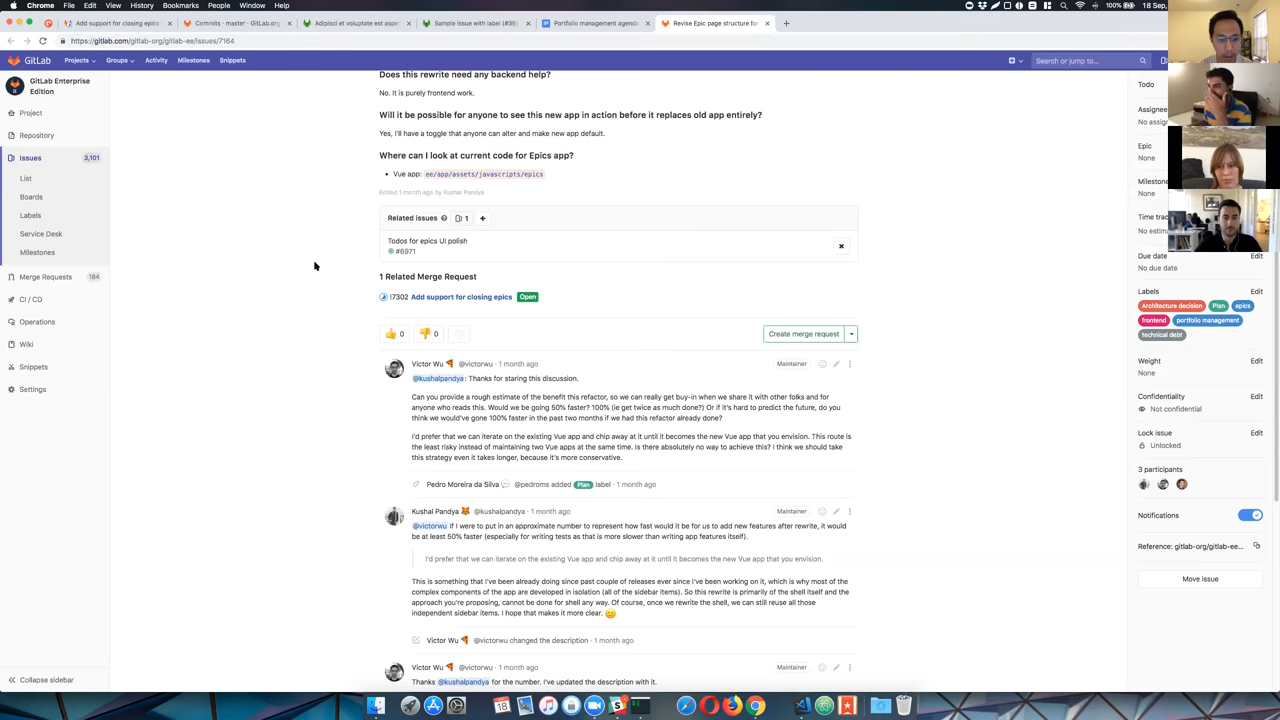 Chrome File Edit View History Bookmarks People Window Help
100%
18 Sep,
Add support for closing epics
Commits · master · GitLab.org
Adipisci et voluptate est asper
Sample issue with label (#39)
Portfolio management agenda
Revise Epic page structure for
https://gitlab.com/gitlab-org/gitlab-ee/issues/7164
GitLab
Projects
Groups
Activity
Milestones
Snippets
Search or jump to...
GitLab Enterprise
Edition
Project
Repository
Issues 3,101
List
Boards
Labels
Service Desk
Milestones
Merge Requests 184
CI / CD
Operations
Wiki
Snippets
Settings
Collapse sidebar
Does this rewrite need any backend help?
No. It is purely frontend work.
Will it be possible for anyone to see this new app in action before it replaces old app entirely?
Yes, I'll have a toggle that anyone can alter and make new app default.
Where can I look at current code for Epics app?
• Vue app: ee/app/assets/javascripts/epics
Edited 1 month ago by Kushal Pandya
Related issues 1
Todos for epics UI polish
#6971
1 Related Merge Request
!7302 Add support for closing epics Open
0 0
Create merge request
Victor Wu @victorwu · 1 month ago
Maintainer
@kushalpandya: Thanks for staring this discussion.
Can you provide a rough estimate of the benefit this refactor, so we can really get buy-in when we share it with other folks and for
anyone who reads this. Would we be going 50% faster? 100% (ie get twice as much done?) Or if it's hard to predict the future, do you
think we would've gone 100% faster in the past two months if we had this refactor already done?
I'd prefer that we can iterate on the existing Vue app and chip away at it until it becomes the new Vue app that you envision. This route is
the least risky instead of maintaining two Vue apps at the same time. Is there absolutely no way to achieve this? I think we should take
this strategy even it takes longer, because it's more conservative.
Pedro Moreira da Silva @pedroms added Plan label · 1 month ago
Kushal Pandya @kushalpandya · 1 month ago
Maintainer
@victorwu If I were to put in an approximate number to represent how fast would it be for us to add new features after rewrite, it would
be at least 50% faster (especially for writing tests as that is more slower than writing app features itself).
I'd prefer that we can iterate on the existing Vue app and chip away at it until it becomes the new Vue app that you envision.
This is something that I've been already doing since past couple of releases ever since I've been working on it, which is why most of the
complex components of the app are developed in isolation (all of the sidebar items). So this rewrite is primarily of the shell itself and the
approach you're proposing, cannot be done for shell any way. Of course, once we rewrite the shell, we can still reuse all those
independent sidebar items. I hope that makes it more clear.
Victor Wu @victorwu changed the description · 1 month ago
Victor Wu @victorwu · 1 month ago
Maintainer
Thanks @kushalpandya for the number. I've updated the description with it.
Todo
Assignee
No assig
Epic
None
Milestone
None
Time trac
No estim
Due date Edit
No due date
Labels Edit
Architecture decision Plan epics
frontend portfolio management
technical debt
Weight Edit
None
Confidentiality Edit
Not confidential
Lock issue Edit
Unlocked
3 participants
Notifications
Reference: gitlab-org/gitlab-ee...
Move issue
18